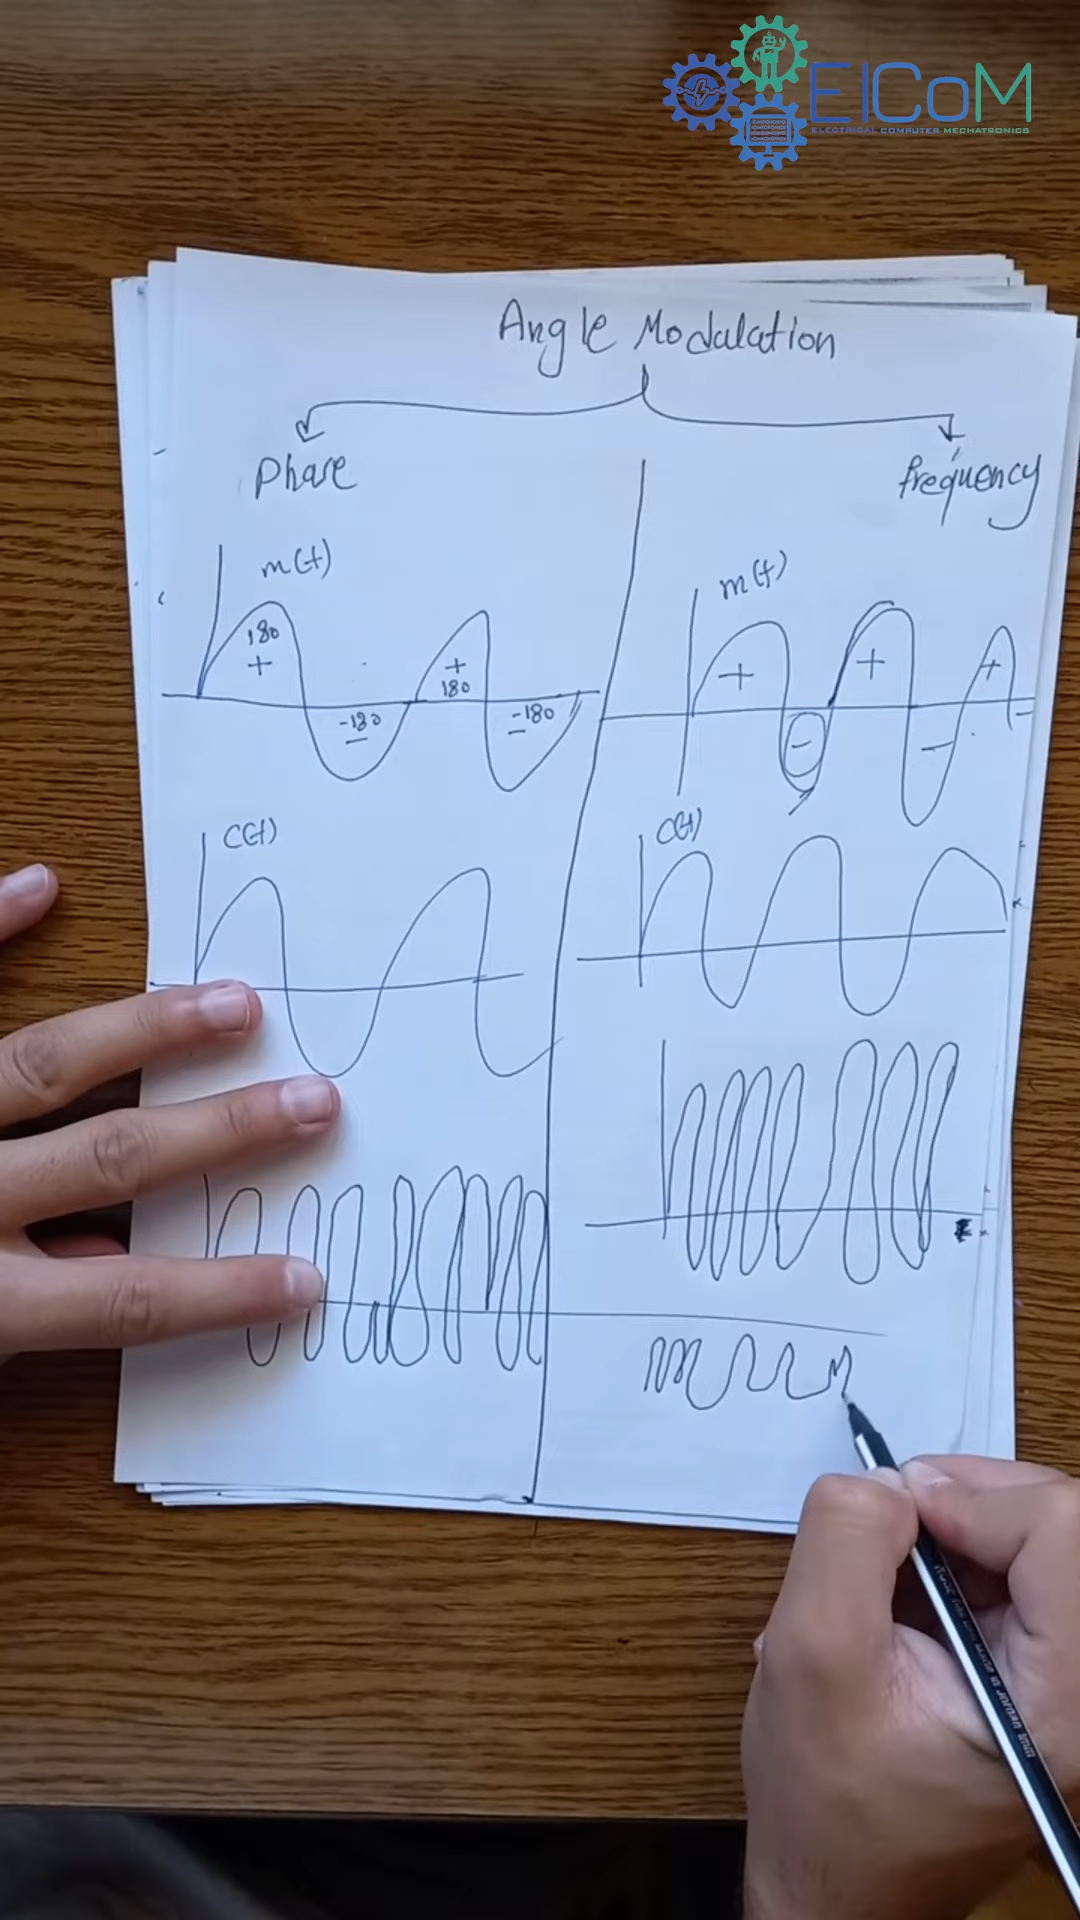 EICoM
ELECTRICAL COMPUTER MECHATRONICS
Angle Modulation
Phase
frequency
m(t)
180
+
-180
-
+
180
-180
-
m(t)
+
-
+
-
+
-
C(t)
C(t)